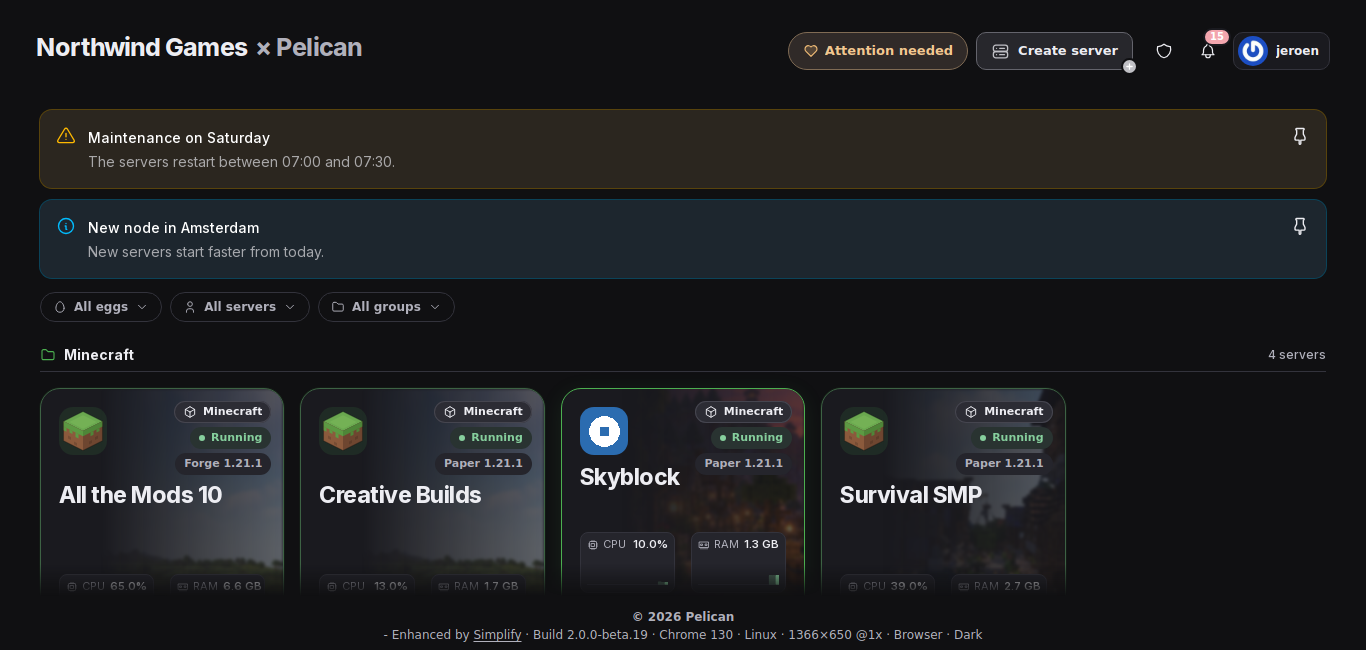 Northwind Games × Pelican
Attention needed
Create server
15
jeroen
Maintenance on Saturday
The servers restart between 07:00 and 07:30.
New node in Amsterdam
New servers start faster from today.
All eggs
All servers
All groups
Minecraft
4 servers
Minecraft
Running
Forge 1.21.1
All the Mods 10
CPU 65.0%
RAM 6.6 GB
Minecraft
Running
Paper 1.21.1
Creative Builds
CPU 13.0%
RAM 1.7 GB
Minecraft
Running
Paper 1.21.1
Skyblock
CPU 10.0%
RAM 1.3 GB
Minecraft
Running
Paper 1.21.1
Survival SMP
CPU 39.0%
RAM 2.7 GB
© 2026 Pelican
- Enhanced by Simplify · Build 2.0.0-beta.19 · Chrome 130 · Linux · 1366×650 @1x · Browser · Dark